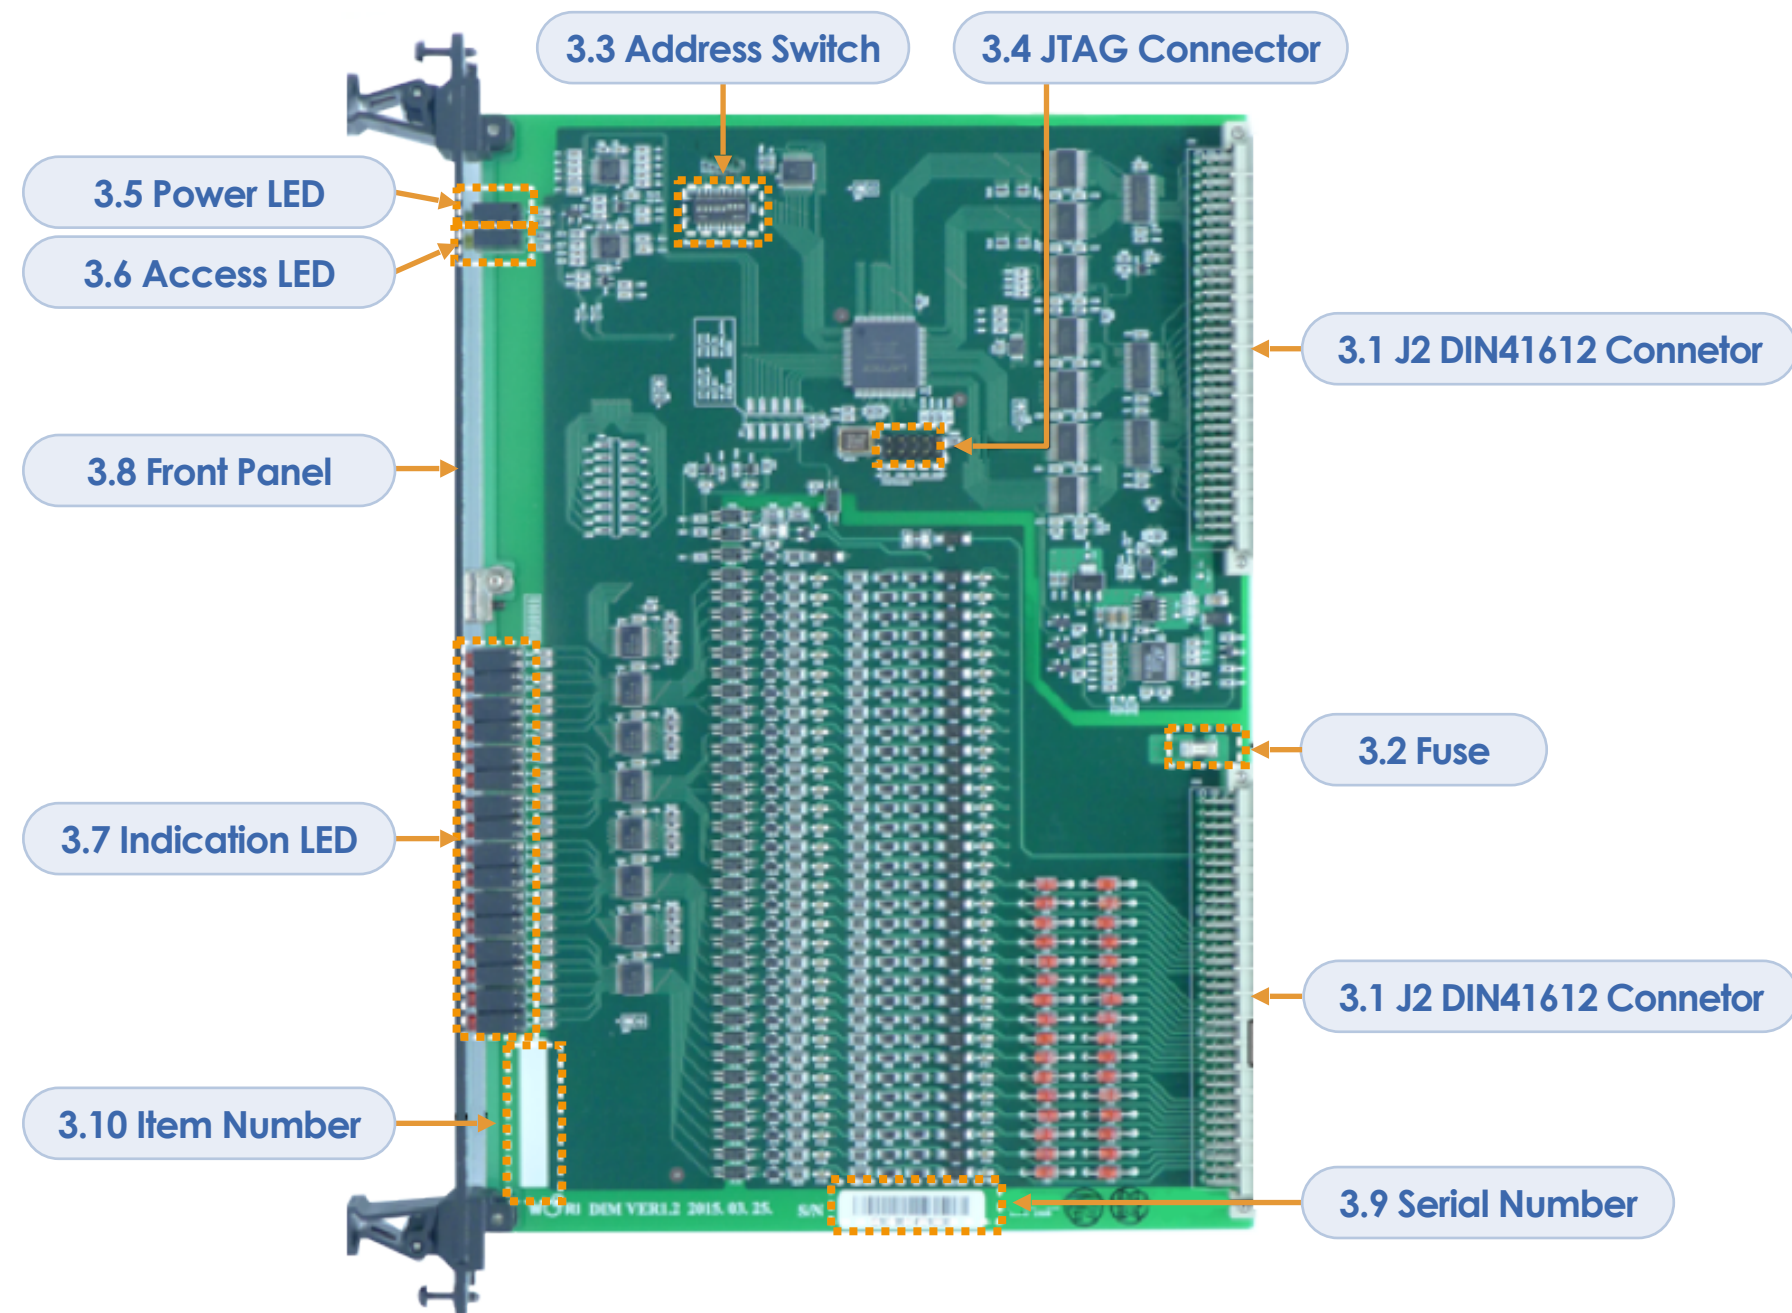 3.3 Address Switch
3.4 JTAG Connector
3.5 Power LED
3.6 Access LED
3.1 J2 DIN41612 Connetor
3.8 Front Panel
3.2 Fuse
3.7 Indication LED
3.1 J2 DIN41612 Connetor
3.10 Item Number
3.9 Serial Number
DIM VER1.2 2015. 03. 25. S/N